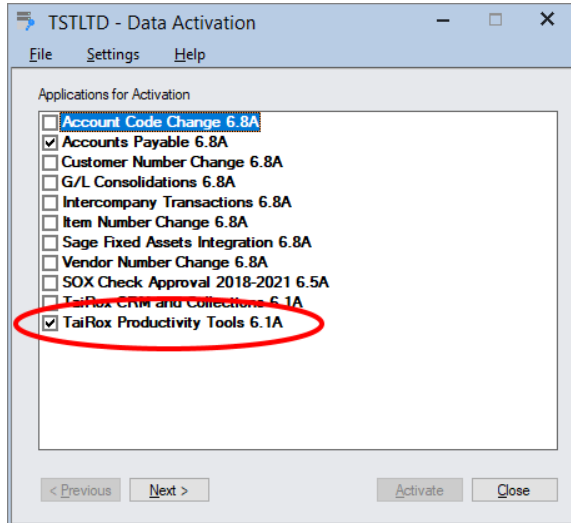 TSTLTD - Data Activation
File Settings Help
Applications for Activation
Account Code Change 6.8A
Accounts Payable 6.8A
Customer Number Change 6.8A
G/L Consolidations 6.8A
Intercompany Transactions 6.8A
Item Number Change 6.8A
Sage Fixed Assets Integration 6.8A
Vendor Number Change 6.8A
SOX Check Approval 2018-2021 6.5A
TaiRox CRM and Collections 6.1A
TaiRox Productivity Tools 6.1A
< Previous Next > Activate Close